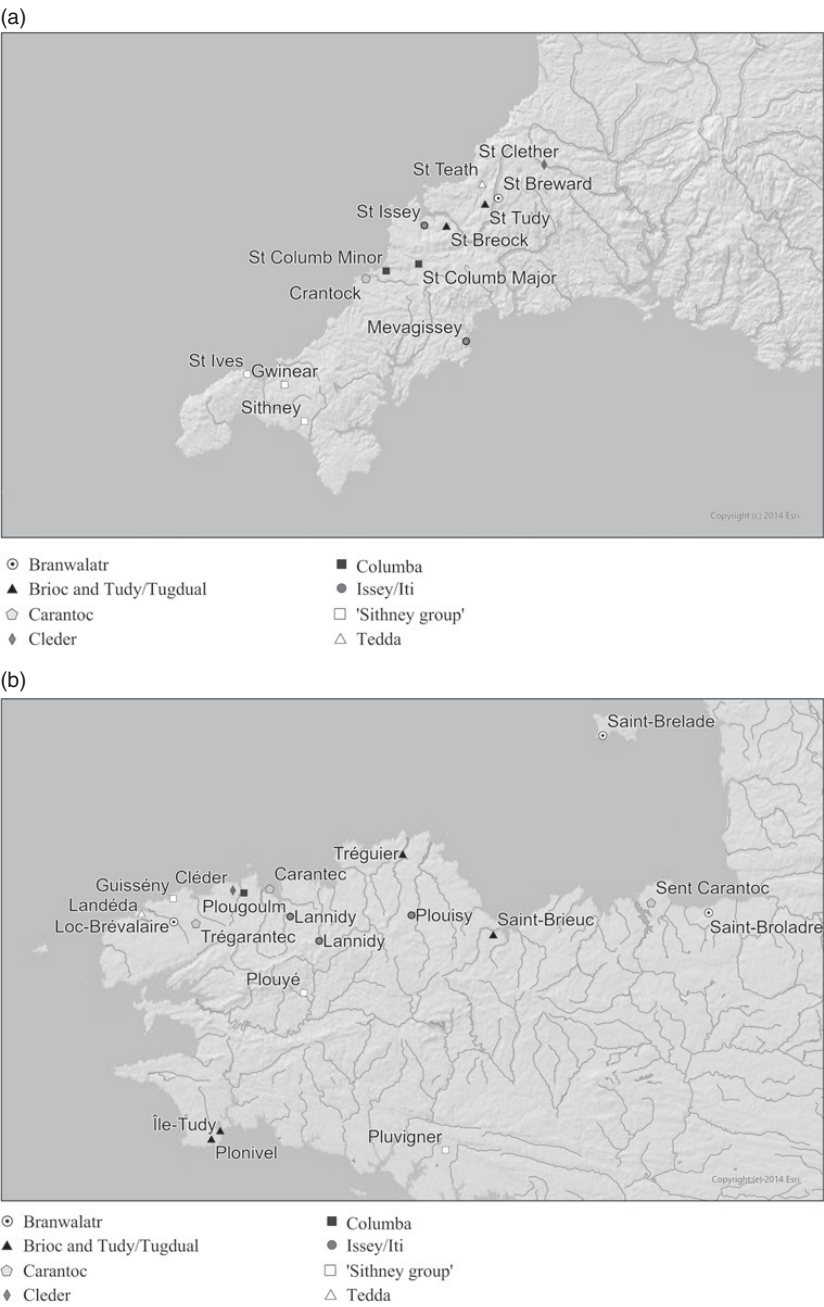 (a)
St Clether
St Teath
St Breward
St Issey
St Tudy
St Breock
St Columb Minor
St Columb Major
Crantock
Mevagissey
St Ives
Gwinear
Sithney
Copyright (c) 2014 Esri
Branwalatr
Columba
Brioc and Tudy/Tugdual
Issey/Iti
Carantoc
'Sithney group'
Cleder
Tedda
(b)
Saint-Brelade
Tréguier
Cléder
Carantec
Guissény
Sent Carantoc
Landéda
Plougoulm
Lannidy
Plouisy
Saint-Brieuc
Loc-Brévalaire
Saint-Broladre
Trégarantec
Lannidy
Plouyé
Île-Tudy
Pluvigner
Plonivel
Copyright (c) 2014 Esri
Branwalatr
Columba
Brioc and Tudy/Tugdual
Issey/Iti
Carantoc
'Sithney group'
Cleder
Tedda